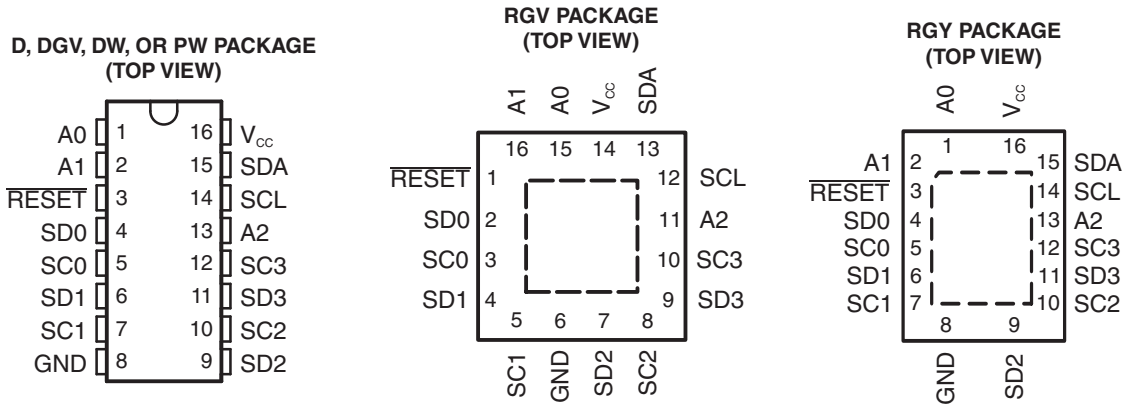 D, DGV, DW, OR PW PACKAGE
(TOP VIEW)
A0 1 16 VCC
A1 2 15 SDA
RESET 3 14 SCL
SD0 4 13 A2
SC0 5 12 SC3
SD1 6 11 SD3
SC1 7 10 SC2
GND 8 9 SD2
RGV PACKAGE
(TOP VIEW)
A1 A0 VCC SDA
16 15 14 13
RESET 1 12 SCL
SD0 2 11 A2
SC0 3 10 SC3
SD1 4 9 SD3
5 6 7 8
SC1 GND SD2 SC2
RGY PACKAGE
(TOP VIEW)
A0 VCC
1 16
A1 2 15 SDA
RESET 3 14 SCL
SD0 4 13 A2
SC0 5 12 SC3
SD1 6 11 SD3
SC1 7 10 SC2
8 9
GND SD2